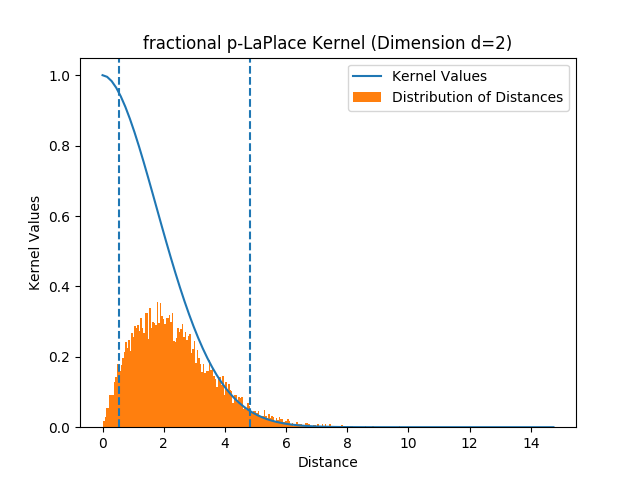 fractional p-LaPlace Kernel (Dimension d=2)
Kernel Values
Distribution of Distances
Kernel Values
1.0
0.8
0.6
0.4
0.2
0.0
0 2 4 6 8 10 12 14
Distance